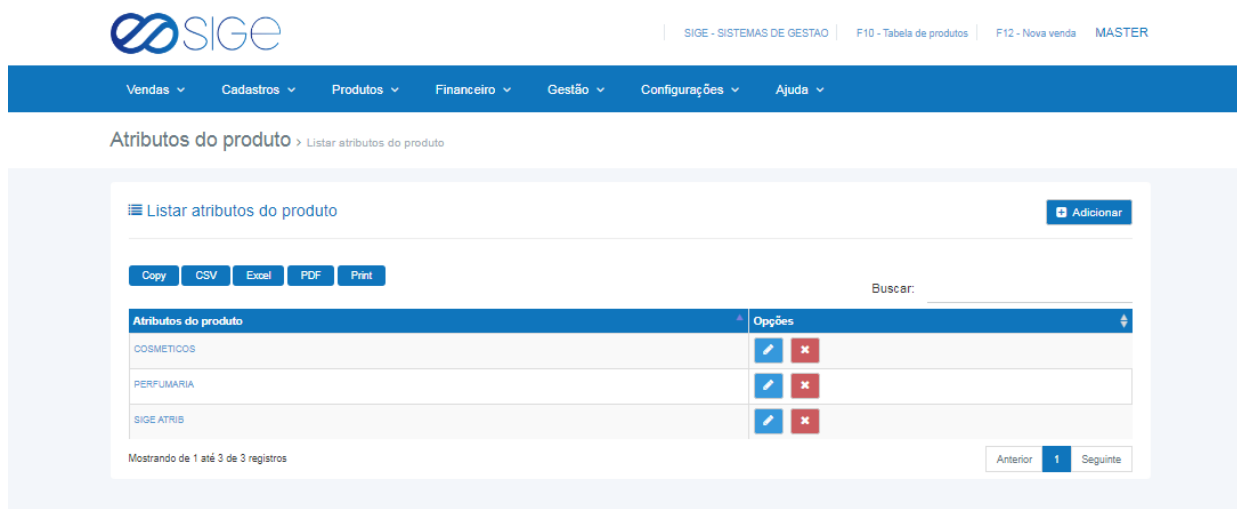 SIGE
SIGE - SISTEMAS DE GESTAO F10 - Tabela de produtos F12 - Nova venda MASTER
Vendas Cadastros Produtos Financeiro Gestão Configurações Ajuda
Atributos do produto > Listar atributos do produto
Listar atributos do produto
Adicionar
Copy CSV Excel PDF Print
Buscar:
Atributos do produto Opções
COSMETICOS
PERFUMARIA
SIGE ATRIB
Mostrando de 1 até 3 de 3 registros
Anterior 1 Seguinte